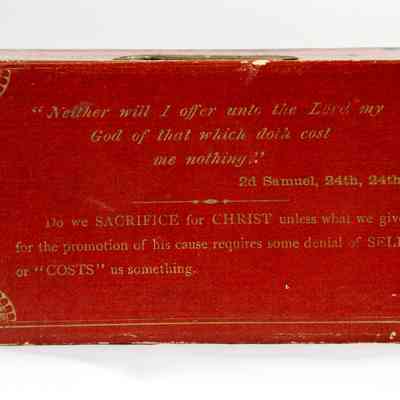 "Neither will I offer unto the Lord my
God of that which doth cost
me nothing."
2d Samuel, 24th, 24th
Do we SACRIFICE for CHRIST unless what we give
for the promotion of his cause requires some denial of SELF
or "COSTS" us something.